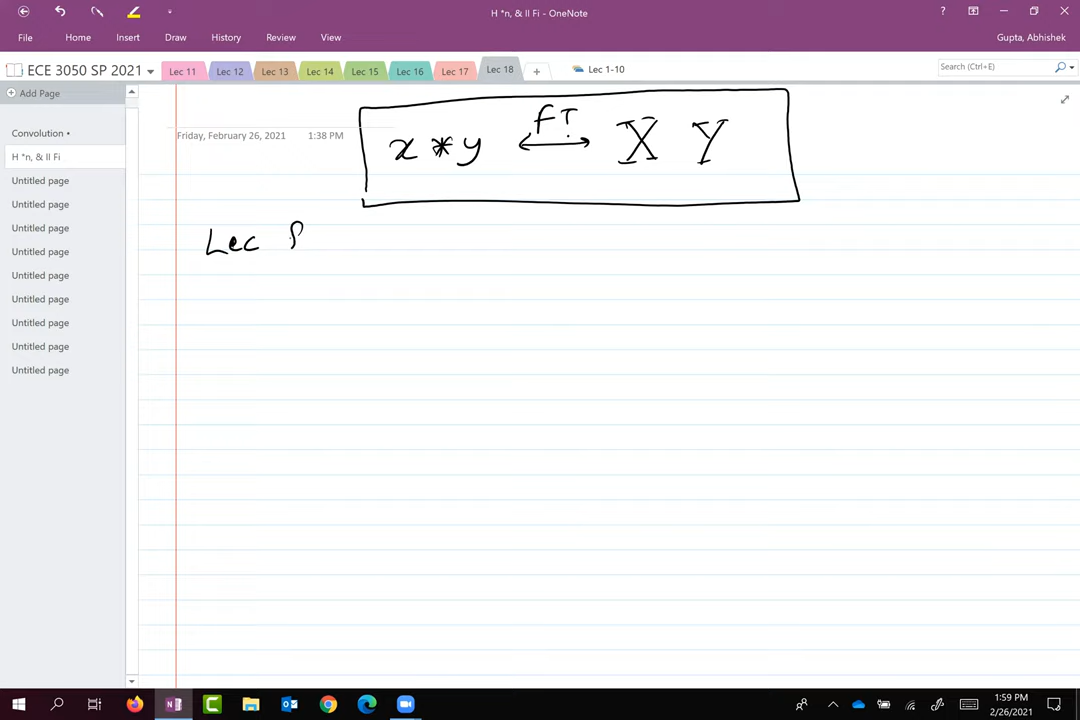 H *n, & II Fi - OneNote
File Home Insert Draw History Review View
Gupta, Abhishek
ECE 3050 SP 2021
Lec 11 Lec 12 Lec 13 Lec 14 Lec 15 Lec 16 Lec 17 Lec 18 + Lec 1-10
Search (Ctrl+E)
Add Page
Convolution •
H *n, & II Fi
Untitled page
Untitled page
Untitled page
Untitled page
Untitled page
Untitled page
Untitled page
Untitled page
Untitled page
Friday, February 26, 2021 1:38 PM
x * y
FT
↔ X Y
Lec 8
1:59 PM
2/26/2021